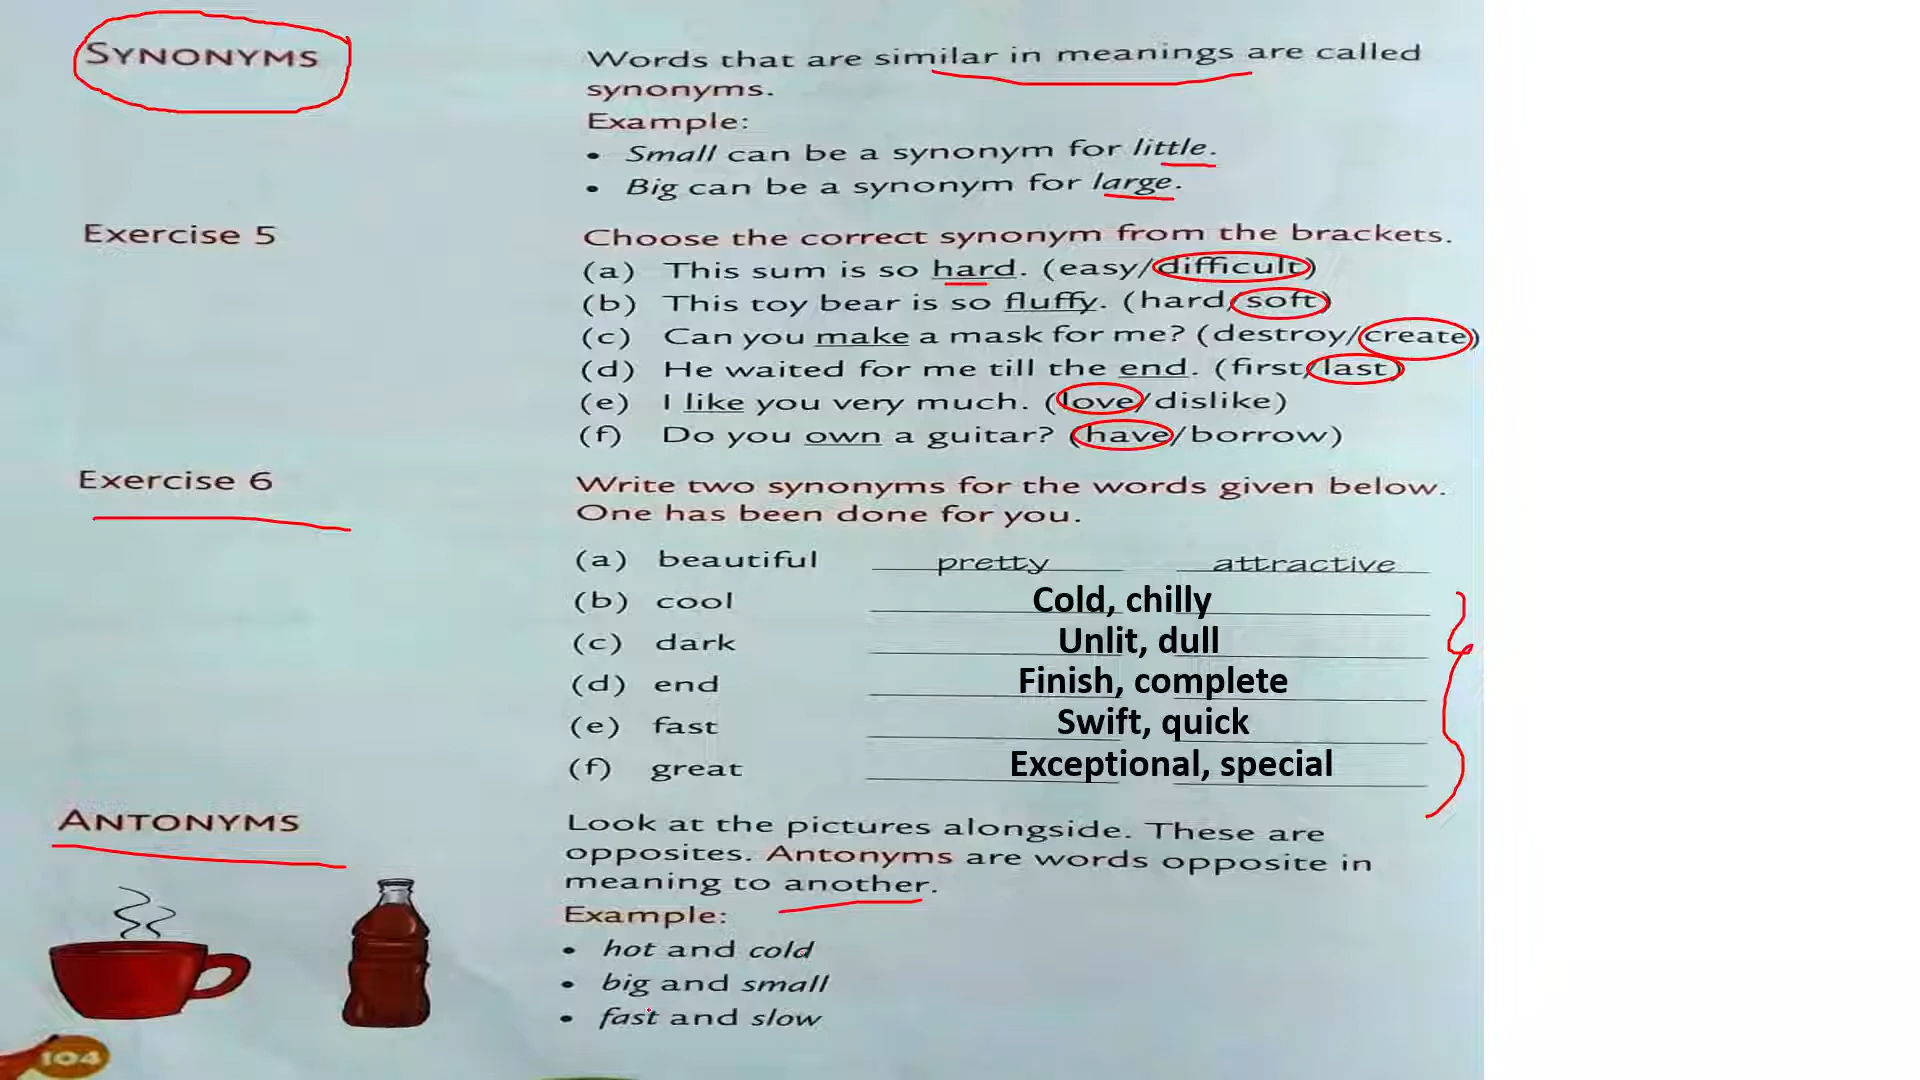 SYNONYMS
Words that are similar in meanings are called
synonyms.
Example:
• Small can be a synonym for little.
• Big can be a synonym for large.
Exercise 5
Choose the correct synonym from the brackets.
(a) This sum is so hard. (easy/difficult)
(b) This toy bear is so fluffy. (hard/soft)
(c) Can you make a mask for me? (destroy/create)
(d) He waited for me till the end. (first/last)
(e) I like you very much. (love/dislike)
(f) Do you own a guitar? (have/borrow)
Exercise 6
Write two synonyms for the words given below.
One has been done for you.
(a) beautiful pretty attractive
(b) cool Cold, chilly
(c) dark Unlit, dull
(d) end Finish, complete
(e) fast Swift, quick
(f) great Exceptional, special
ANTONYMS
Look at the pictures alongside. These are
opposites. Antonyms are words opposite in
meaning to another.
Example:
• hot and cold
• big and small
• fast and slow
104